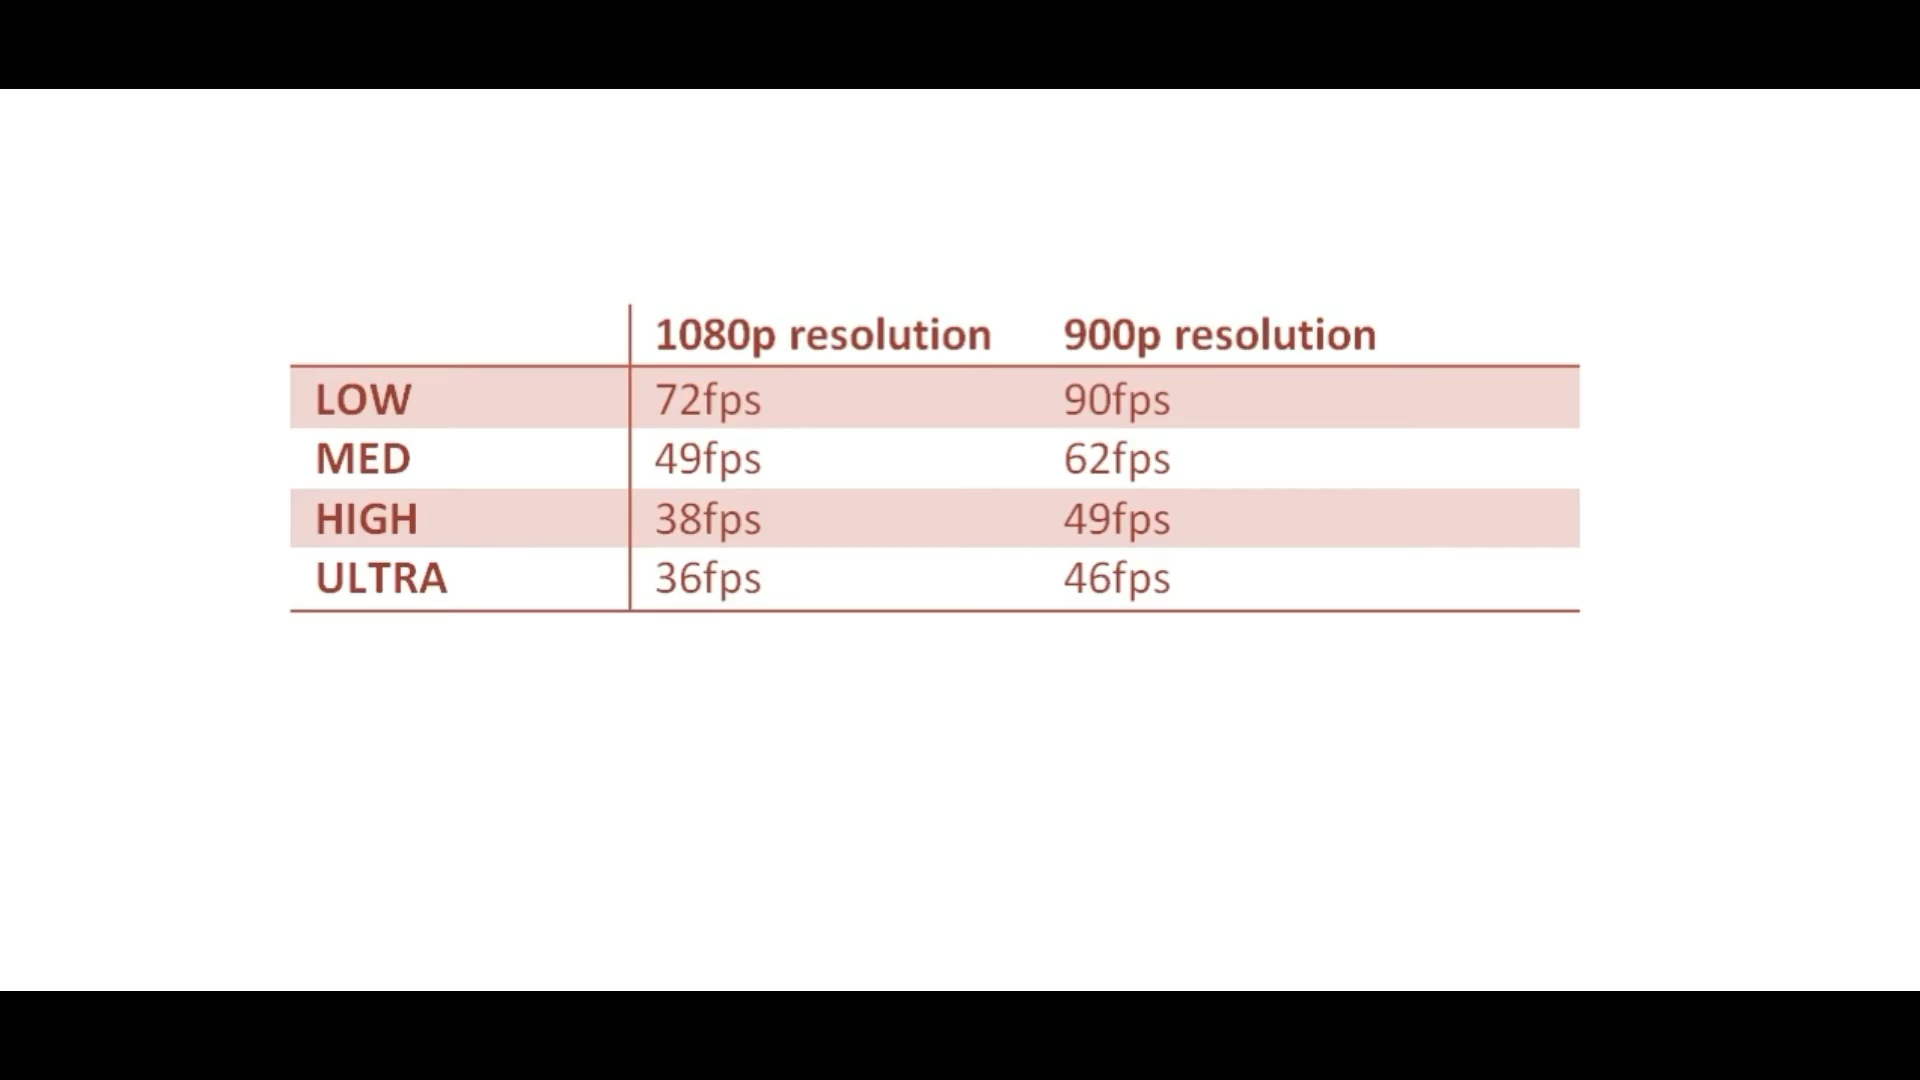 1080p resolution 900p resolution
LOW 72fps 90fps
MED 49fps 62fps
HIGH 38fps 49fps
ULTRA 36fps 46fps